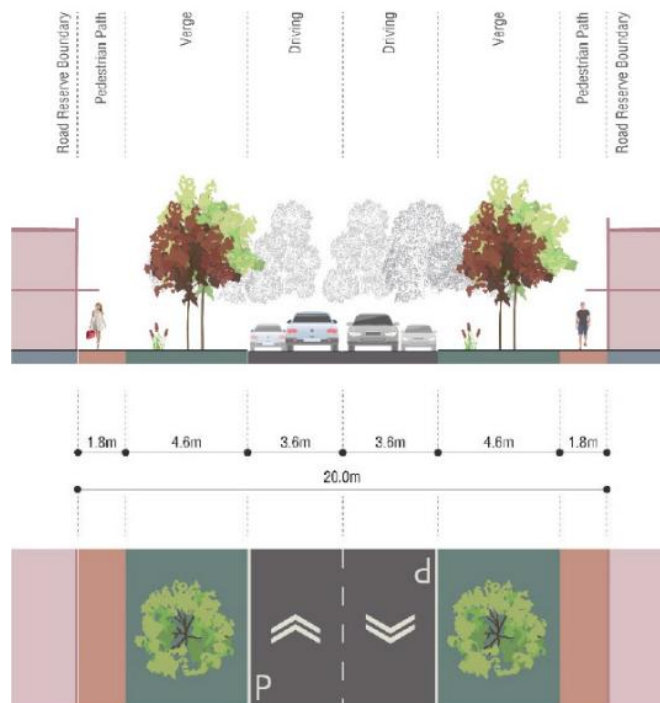 Road Reserve Boundary
Pedestrian Path
Verge
Driving
Driving
Verge
Pedestrian Path
Road Reserve Boundary
1.8m
4.6m
3.6m
3.6m
4.6m
1.8m
20.0m
P
P